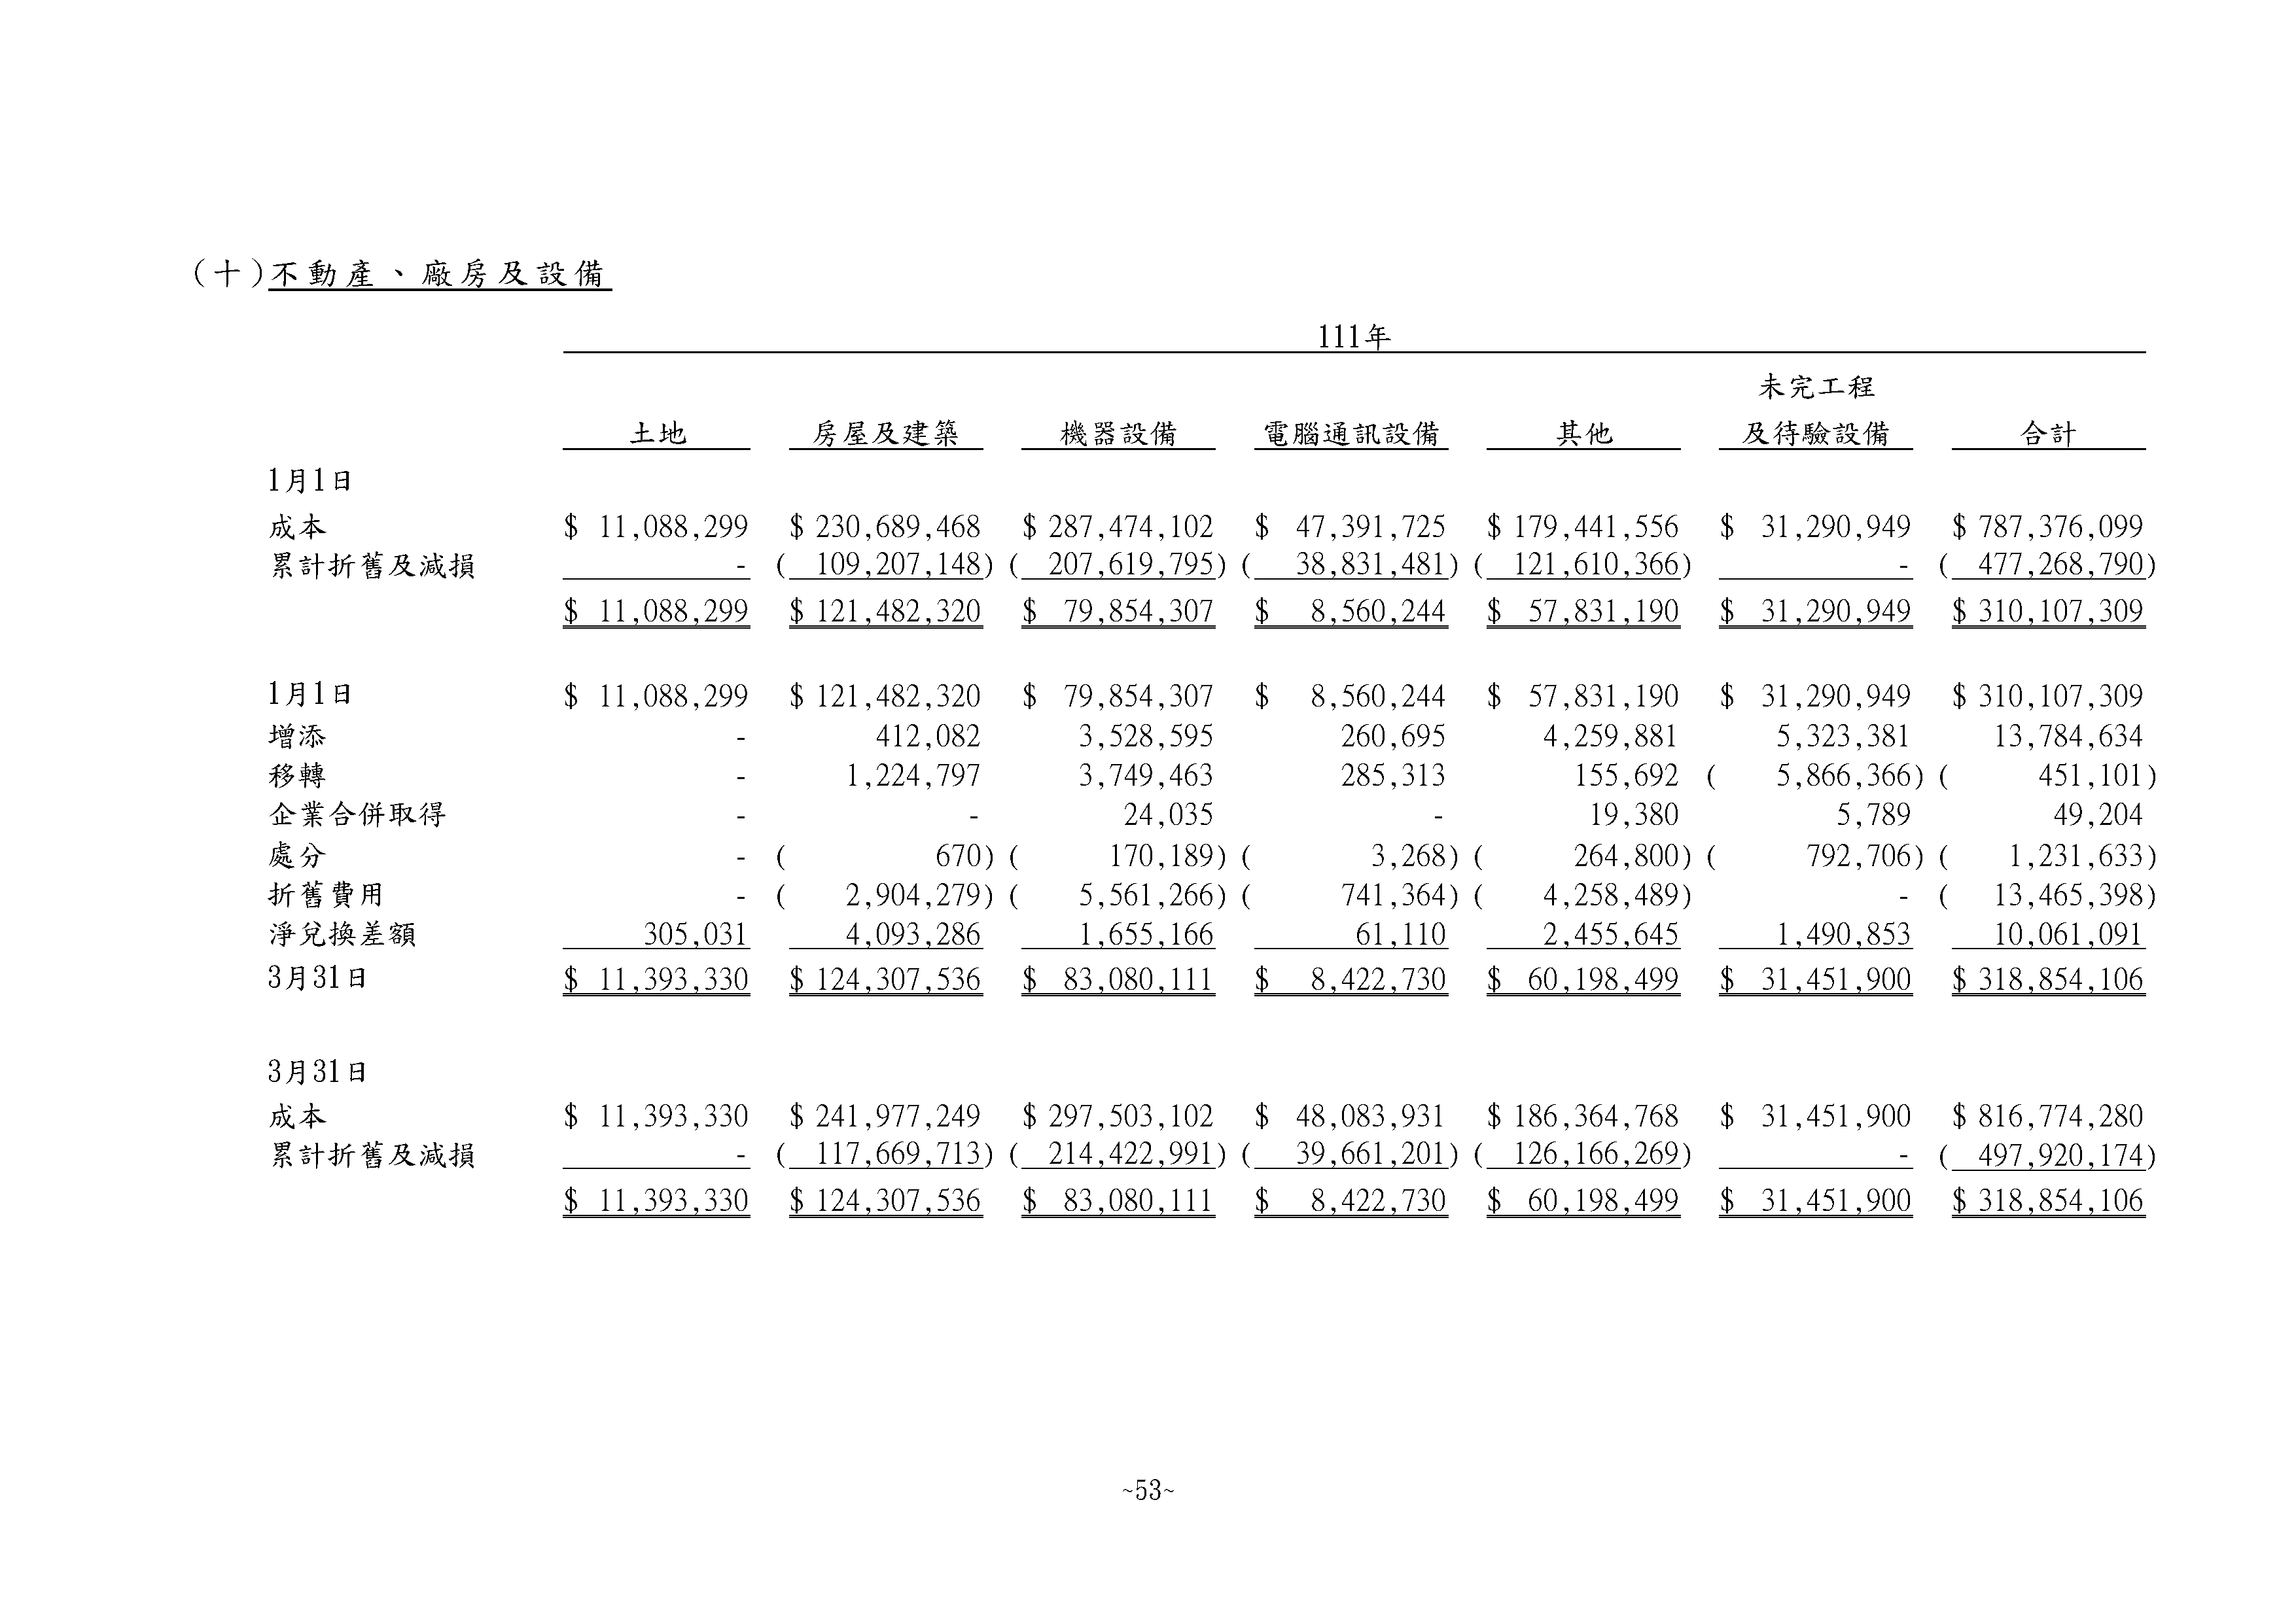 (十)不動產、廠房及設備
111年
未完工程
土地 房屋及建築 機器設備 電腦通訊設備 其他 及待驗設備 合計
1月1日
成本 $ 11,088,299 $ 230,689,468 $ 287,474,102 $ 47,391,725 $ 179,441,556 $ 31,290,949 $ 787,376,099
累計折舊及減損 - ( 109,207,148) ( 207,619,795) ( 38,831,481) ( 121,610,366) - ( 477,268,790)
$ 11,088,299 $ 121,482,320 $ 79,854,307 $ 8,560,244 $ 57,831,190 $ 31,290,949 $ 310,107,309
1月1日 $ 11,088,299 $ 121,482,320 $ 79,854,307 $ 8,560,244 $ 57,831,190 $ 31,290,949 $ 310,107,309
增添 - 412,082 3,528,595 260,695 4,259,881 5,323,381 13,784,634
移轉 - 1,224,797 3,749,463 285,313 155,692 ( 5,866,366) ( 451,101)
企業合併取得 - - 24,035 - 19,380 5,789 49,204
處分 - ( 670) ( 170,189) ( 3,268) ( 264,800) ( 792,706) ( 1,231,633)
折舊費用 - ( 2,904,279) ( 5,561,266) ( 741,364) ( 4,258,489) - ( 13,465,398)
淨兌換差額 305,031 4,093,286 1,655,166 61,110 2,455,645 1,490,853 10,061,091
3月31日 $ 11,393,330 $ 124,307,536 $ 83,080,111 $ 8,422,730 $ 60,198,499 $ 31,451,900 $ 318,854,106
3月31日
成本 $ 11,393,330 $ 241,977,249 $ 297,503,102 $ 48,083,931 $ 186,364,768 $ 31,451,900 $ 816,774,280
累計折舊及減損 - ( 117,669,713) ( 214,422,991) ( 39,661,201) ( 126,166,269) - ( 497,920,174)
$ 11,393,330 $ 124,307,536 $ 83,080,111 $ 8,422,730 $ 60,198,499 $ 31,451,900 $ 318,854,106
~53~